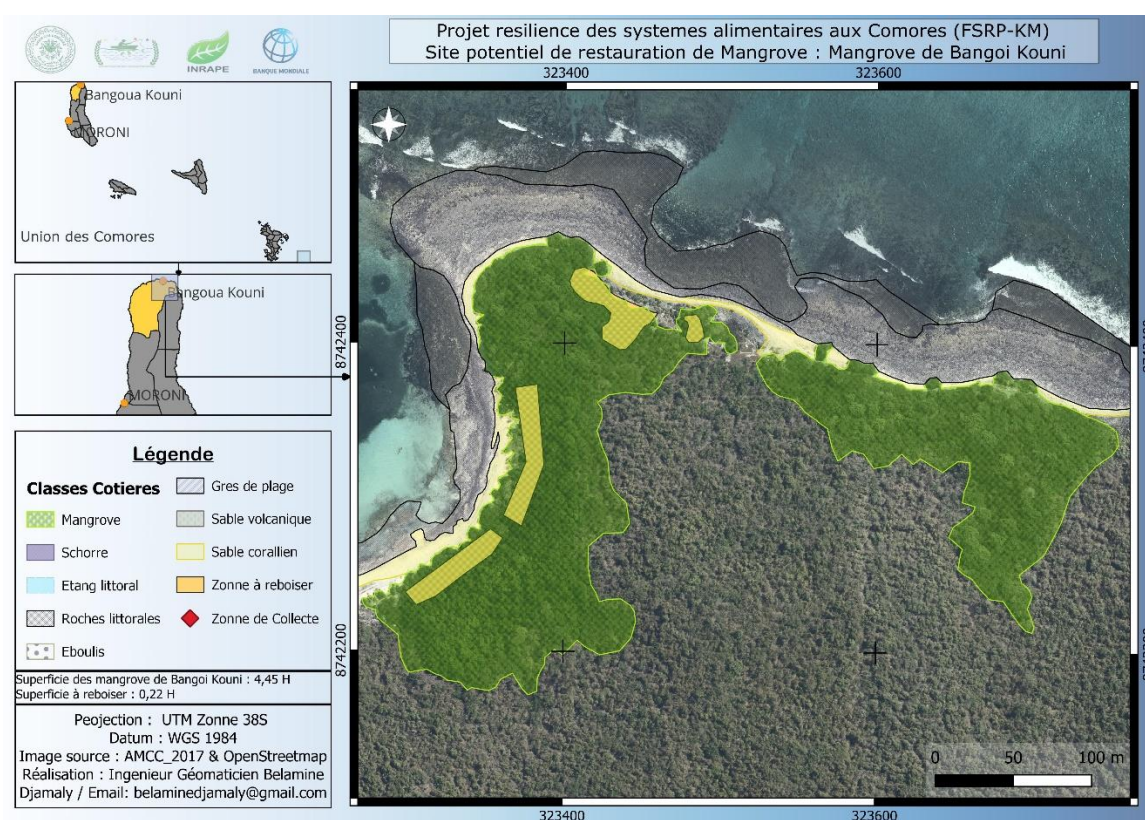 Projet resilience des systemes alimentaires aux Comores (FSRP-KM)
Site potentiel de restauration de Mangrove : Mangrove de Bangoi Kouni
INRAPE
BANQUE MONDIALE
Bangoua Kouni
MORONI
Union des Comores
Bangoua Kouni
MORONI
Légende
Classes Cotieres
Mangrove
Schorre
Etang littoral
Roches littorales
Eboulis
Gres de plage
Sable volcanique
Sable corallien
Zonne à reboiser
Zonne de Collecte
Superficie des mangrove de Bangoi Kouni : 4,45 H
Superficie à reboiser : 0,22 H
Peojection : UTM Zonne 38S
Datum : WGS 1984
Image source : AMCC_2017 & OpenStreetmap
Réalisation : Ingenieur Géomaticien Belamine
Djamaly / Email: belaminedjamaly@gmail.com
323400
323600
8742400
8742200
0 50 100 m
323400
323600